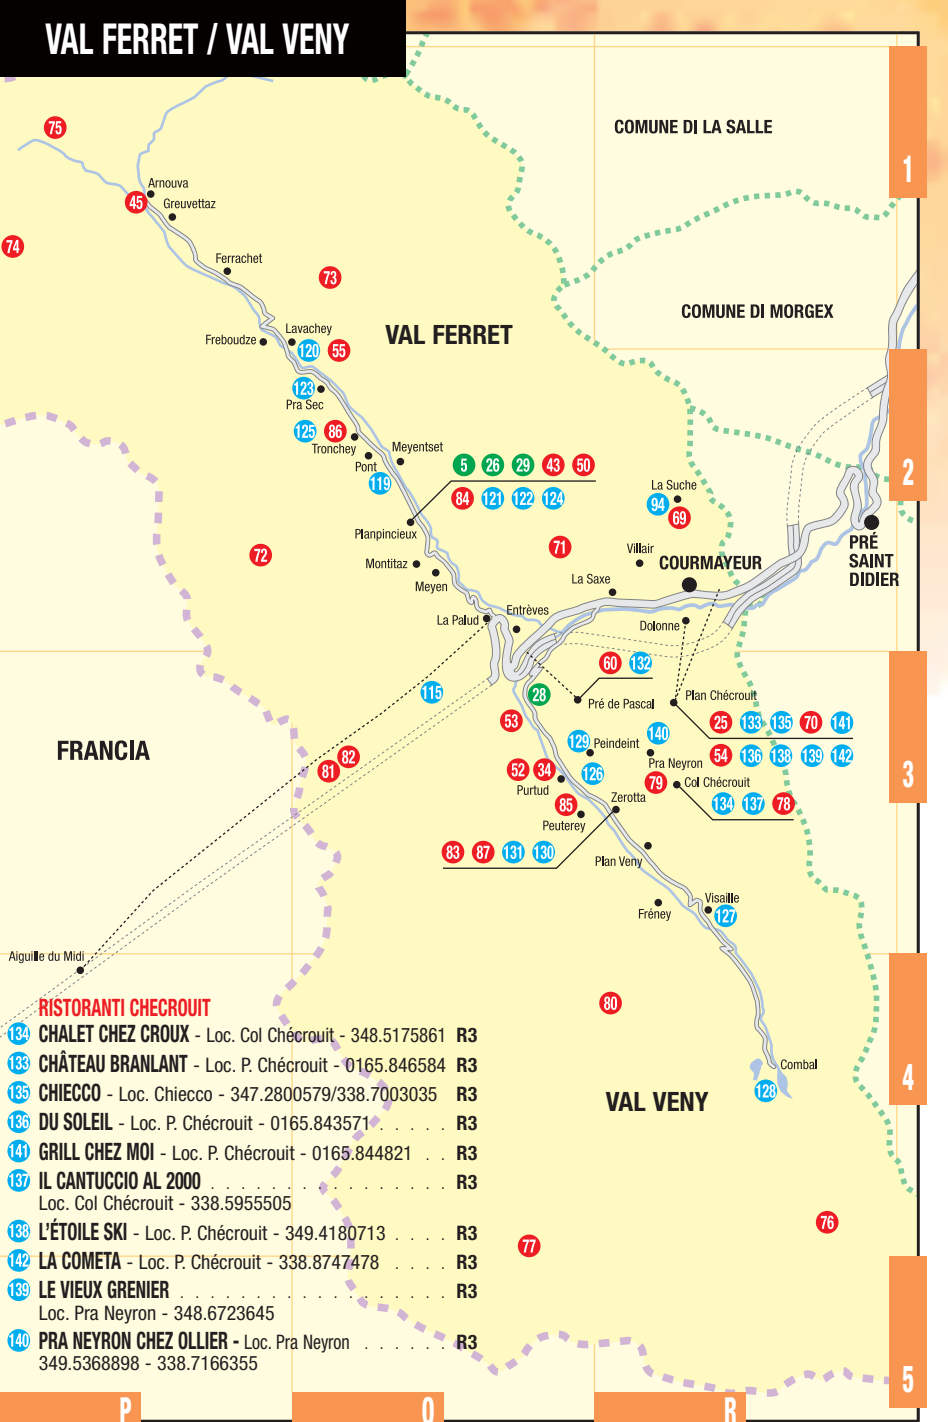 VAL FERRET / VAL VENY
COMUNE DI LA SALLE
1
75
Arnouva
45
Greuvettaz
74
Ferrachet
73
COMUNE DI MORGEX
VAL FERRET
Freboudze
Lavachey
120 55
123
Pra Sec
125 86
Tronchey
Meyentset
Pont
119
5 26 29 43 50
84 121 122 124
La Suche
94
69
2
Planpincieux
72
71
PRÉ
SAINT
DIDIER
Villair
COURMAYEUR
Montitaz
Meyen
La Saxe
La Palud
Entrèves
Dolonne
60 132
115
28
Pré de Pascal
Plan Chécrouit
53
25 133 135 70 141
54 136 138 139 142
FRANCIA
82
81
129 Peindeint
140
Pra Neyron
126
52 34
Purtud
79 Col Chécrouit
134 137 78
3
85
Zerotta
Peuterey
83 87 131 130
Plan Veny
Visaille
127
Fréney
Aiguille du Midi
80
Combal
128
VAL VENY
4
RISTORANTI CHECROUIT
134 CHALET CHEZ CROUX - Loc. Col Chécrouit - 348.5175861 R3
133 CHÂTEAU BRANLANT - Loc. P. Chécrouit - 0165.846584 R3
135 CHIECCO - Loc. Chiecco - 347.2800579/338.7003035 R3
136 DU SOLEIL - Loc. P. Chécrouit - 0165.843571 . . . . . R3
141 GRILL CHEZ MOI - Loc. P. Chécrouit - 0165.844821 . . R3
137 IL CANTUCCIO AL 2000 . . . . . . . . . . . . . . . . R3
Loc. Col Chécrouit - 338.5955505
138 L'ÉTOILE SKI - Loc. P. Chécrouit - 349.4180713 . . . . R3
142 LA COMETA - Loc. P. Chécrouit - 338.8747478 . . . . R3
139 LE VIEUX GRENIER . . . . . . . . . . . . . . . . . . R3
Loc. Pra Neyron - 348.6723645
140 PRA NEYRON CHEZ OLLIER - Loc. Pra Neyron . . . . . . R3
349.5368898 - 338.7166355
76
77
5
P Q R